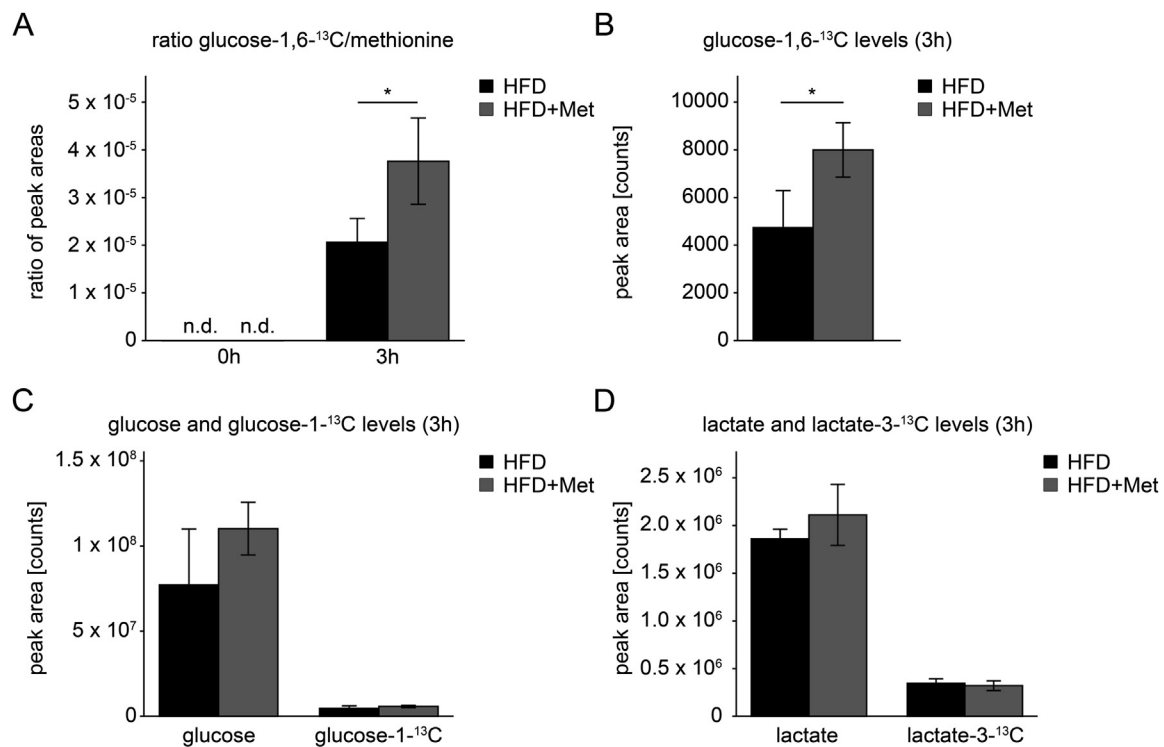 A
ratio glucose-1,6-¹³C/methionine
HFD
HFD+Met
ratio of peak areas
5 x 10⁻⁵
4 x 10⁻⁵
3 x 10⁻⁵
2 x 10⁻⁵
1 x 10⁻⁵
0
*
n.d. n.d.
0h 3h
B
glucose-1,6-¹³C levels (3h)
HFD
HFD+Met
peak area [counts]
10000
8000
6000
4000
2000
0
*
C
glucose and glucose-1-¹³C levels (3h)
HFD
HFD+Met
peak area [counts]
1.5 x 10⁸
1 x 10⁸
5 x 10⁷
0
glucose glucose-1-¹³C
D
lactate and lactate-3-¹³C levels (3h)
HFD
HFD+Met
peak area [counts]
2.5 x 10⁶
2.0 x 10⁶
1.5 x 10⁶
1.0 x 10⁶
0.5 x 10⁶
0
lactate lactate-3-¹³C